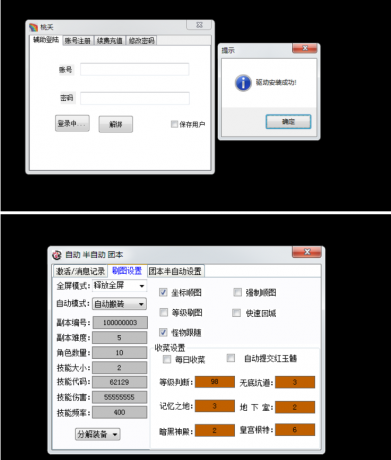 桃夭
辅助登陆 账号注册 续费充值 修改密码
账号
密码
登录中... 解绑 保存用户
提示
驱动安装成功!
确定
自动 半自动 团本
激活/消息记录 刷图设置 团本半自动设置
全屏模式: 释放全屏
自动模式: 自动搬砖
副本编号: 100000003
副本难度: 5
角色数量: 10
技能大小: 2
技能代码: 62129
技能伤害: 55555555
技能频率: 400
分解装备
坐标顺图 强制顺图
等级刷图 快速回城
怪物跟随
收菜设置
每日收菜 自动提交红玉髓
等级判断: 90 无底坑道: 3
记忆之地: 3 地下室: 2
暗黑神殿: 2 皇宫根特: 6